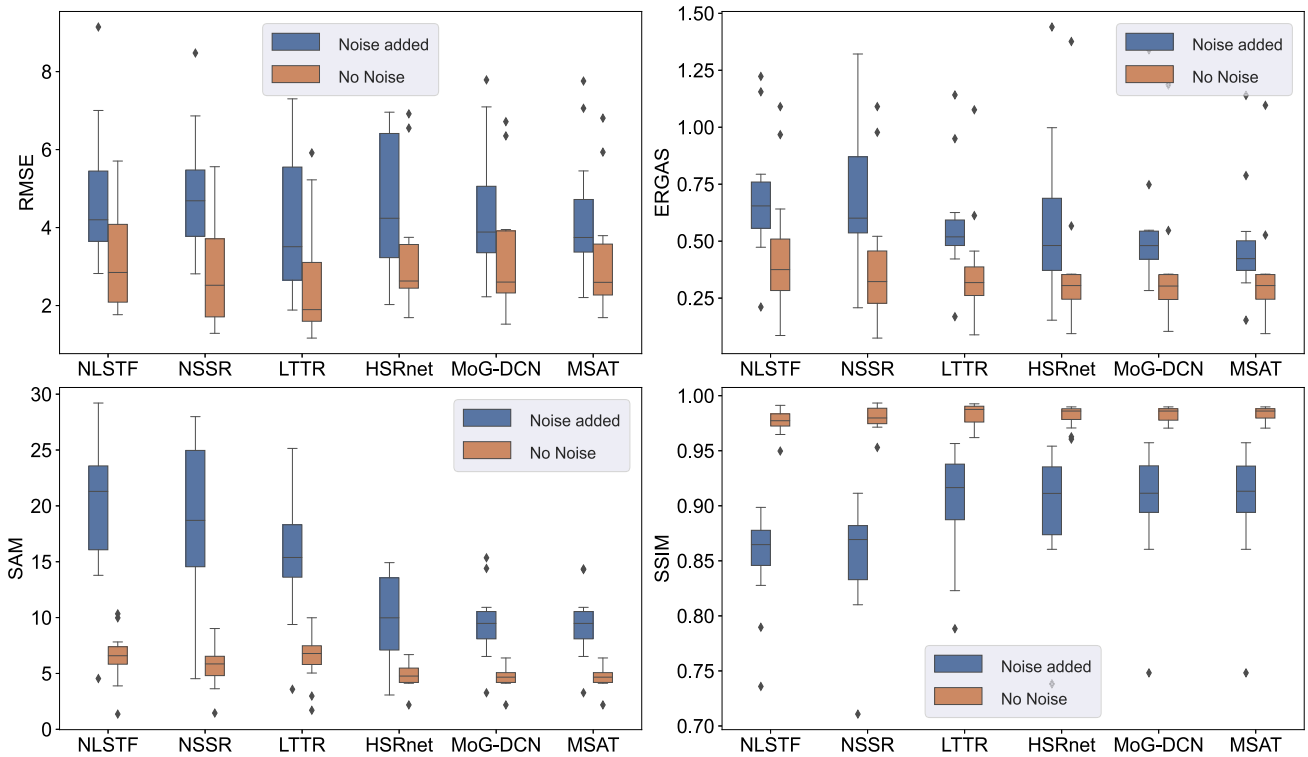 RMSE
8
6
4
2
Noise added
No Noise
NLSTF NSSR LTTR HSRnet MoG-DCN MSAT
ERGAS
1.50
1.25
1.00
0.75
0.50
0.25
Noise added
No Noise
NLSTF NSSR LTTR HSRnet MoG-DCN MSAT
SAM
30
25
20
15
10
5
0
Noise added
No Noise
NLSTF NSSR LTTR HSRnet MoG-DCN MSAT
SSIM
1.00
0.95
0.90
0.85
0.80
0.75
0.70
Noise added
No Noise
NLSTF NSSR LTTR HSRnet MoG-DCN MSAT